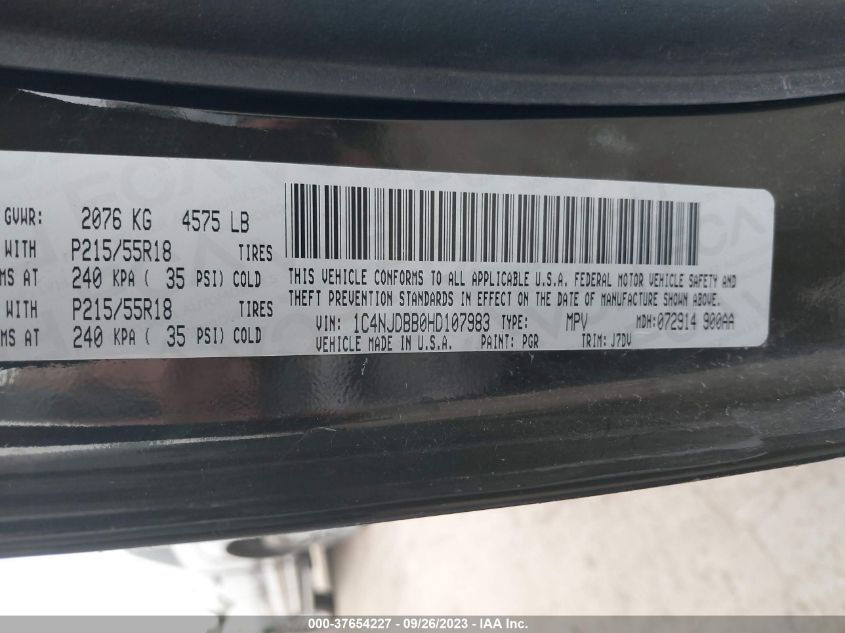 GVWR: 2076 KG 4575 LB
WITH P215/55R18 TIRES
MS AT 240 KPA ( 35 PSI) COLD
WITH P215/55R18 TIRES
MS AT 240 KPA ( 35 PSI) COLD
THIS VEHICLE CONFORMS TO ALL APPLICABLE U.S.A. FEDERAL MOTOR VEHICLE SAFETY AND
THEFT PREVENTION STANDARDS IN EFFECT ON THE DATE OF MANUFACTURE SHOWN ABOVE.
VIN: 1C4NJDBB0HD107983 TYPE: MPV MDH:072914 900AA
VEHICLE MADE IN U.S.A. PAINT: PGR TRIM: J7DV
000-37654227 - 09/26/2023 - IAA Inc.